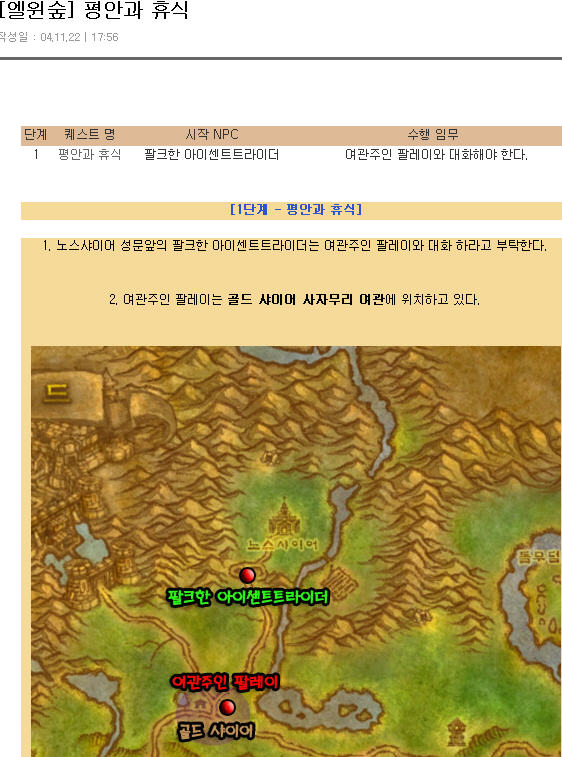 [엘윈숲] 평안과 휴식
작성일 : 04.11.22 | 17:56
단계 퀘스트 명 시작 NPC 수행 임무
1 평안과 휴식 팔크한 아이센트트라이더 여관주인 팔레이와 대화해야 한다.
[1단계 - 평안과 휴식]
1. 노스샤이어 성문앞의 팔크한 아이센트트라이더는 여관주인 팔레이와 대화 하라고 부탁한다.
2. 여관주인 팔레이는 골드 샤이어 사자무리 여관에 위치하고 있다.
드
노스샤이어
돌무덤
팔크한 아이센트트라이더
여관주인 팔레이
골드 샤이어